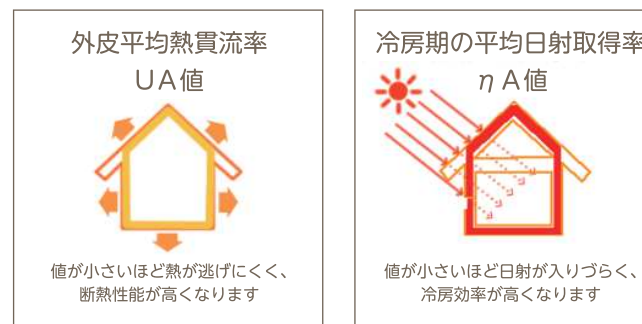 外皮平均熱貫流率
UA値
値が小さいほど熱が逃げにくく、
断熱性能が高くなります
冷房期の平均日射取得率
ηA値
値が小さいほど日射が入りづらく、
冷房効率が高くなります